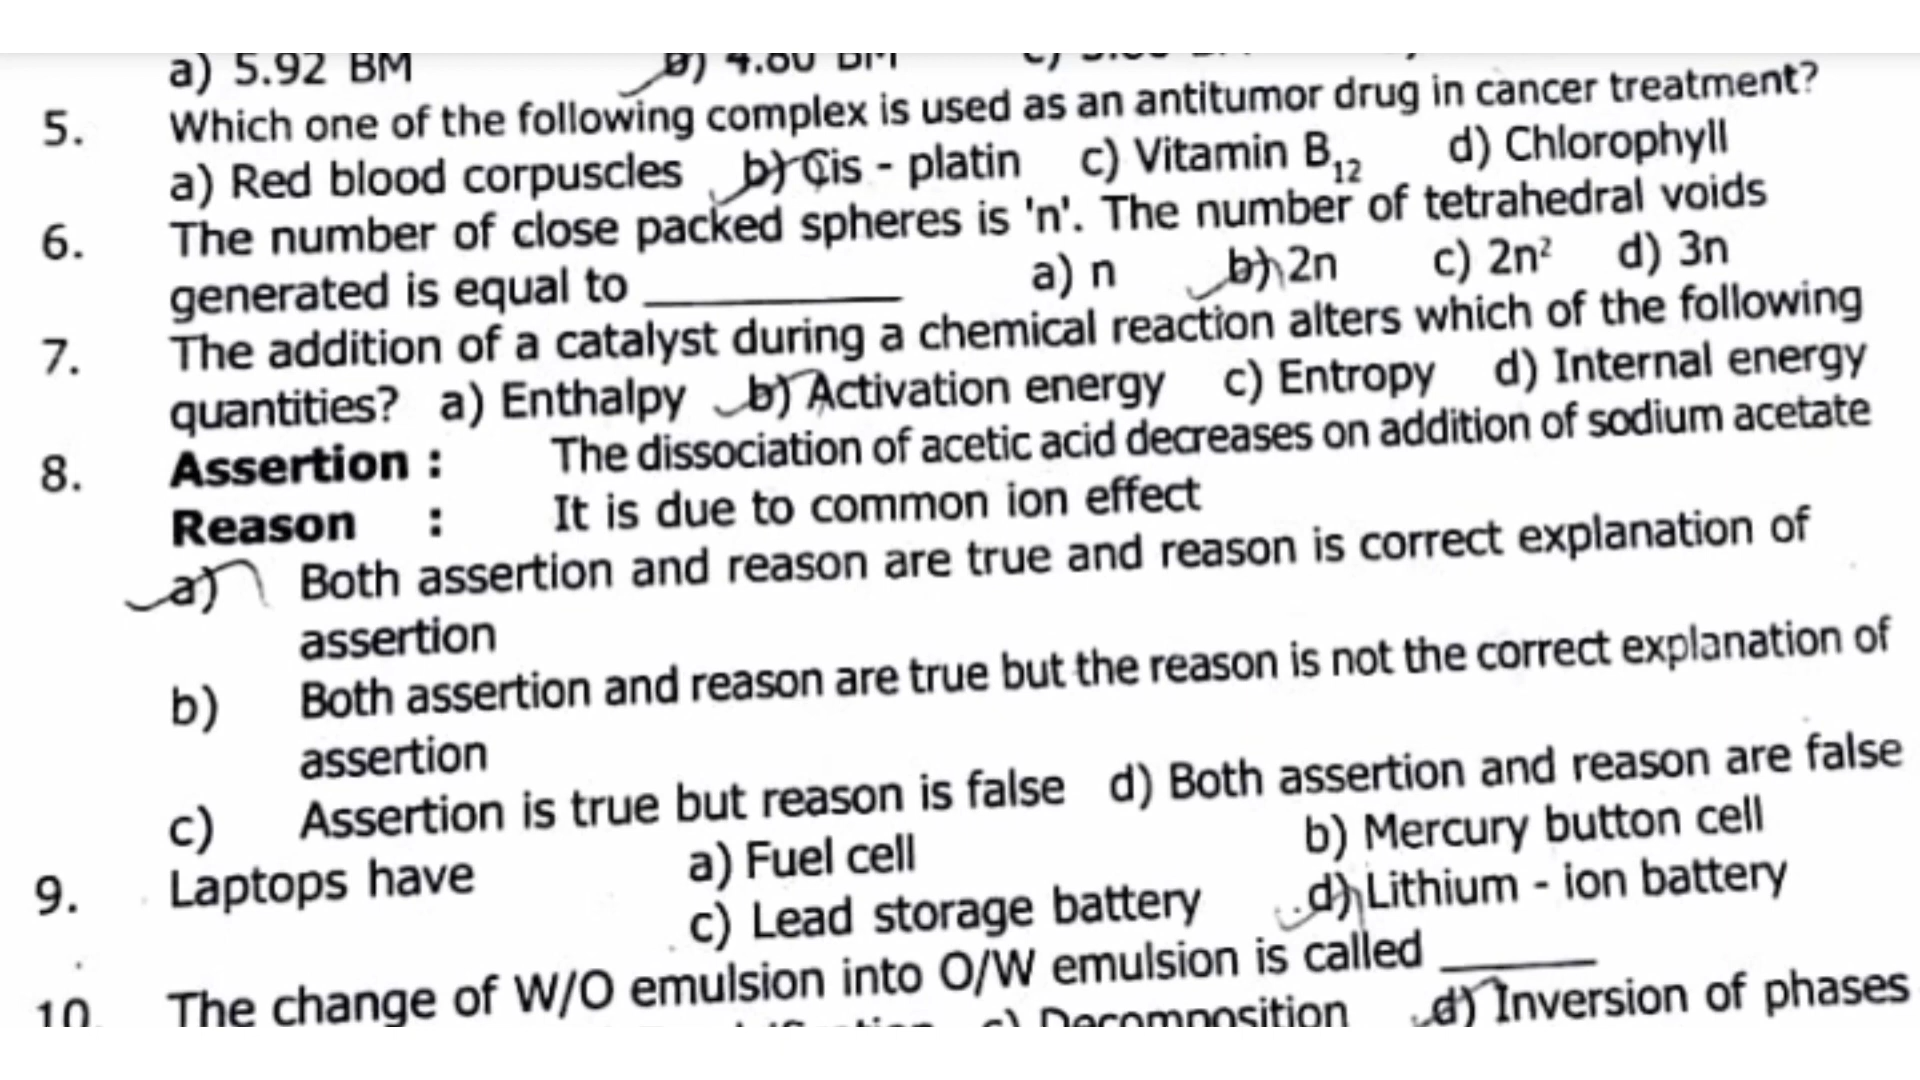 a) 5.92 BM b) 4.80 BM
5. Which one of the following complex is used as an antitumor drug in cancer treatment?
a) Red blood corpuscles b) Cis - platin c) Vitamin B₁₂ d) Chlorophyll
6. The number of close packed spheres is 'n'. The number of tetrahedral voids
generated is equal to ____________ a) n b) 2n c) 2n² d) 3n
7. The addition of a catalyst during a chemical reaction alters which of the following
quantities? a) Enthalpy b) Activation energy c) Entropy d) Internal energy
8. Assertion : The dissociation of acetic acid decreases on addition of sodium acetate
Reason : It is due to common ion effect
a) Both assertion and reason are true and reason is correct explanation of
assertion
b) Both assertion and reason are true but the reason is not the correct explanation of
assertion
c) Assertion is true but reason is false d) Both assertion and reason are false
9. Laptops have a) Fuel cell b) Mercury button cell
c) Lead storage battery d) Lithium - ion battery
10. The change of W/O emulsion into O/W emulsion is called _______
c) Decomposition d) Inversion of phases